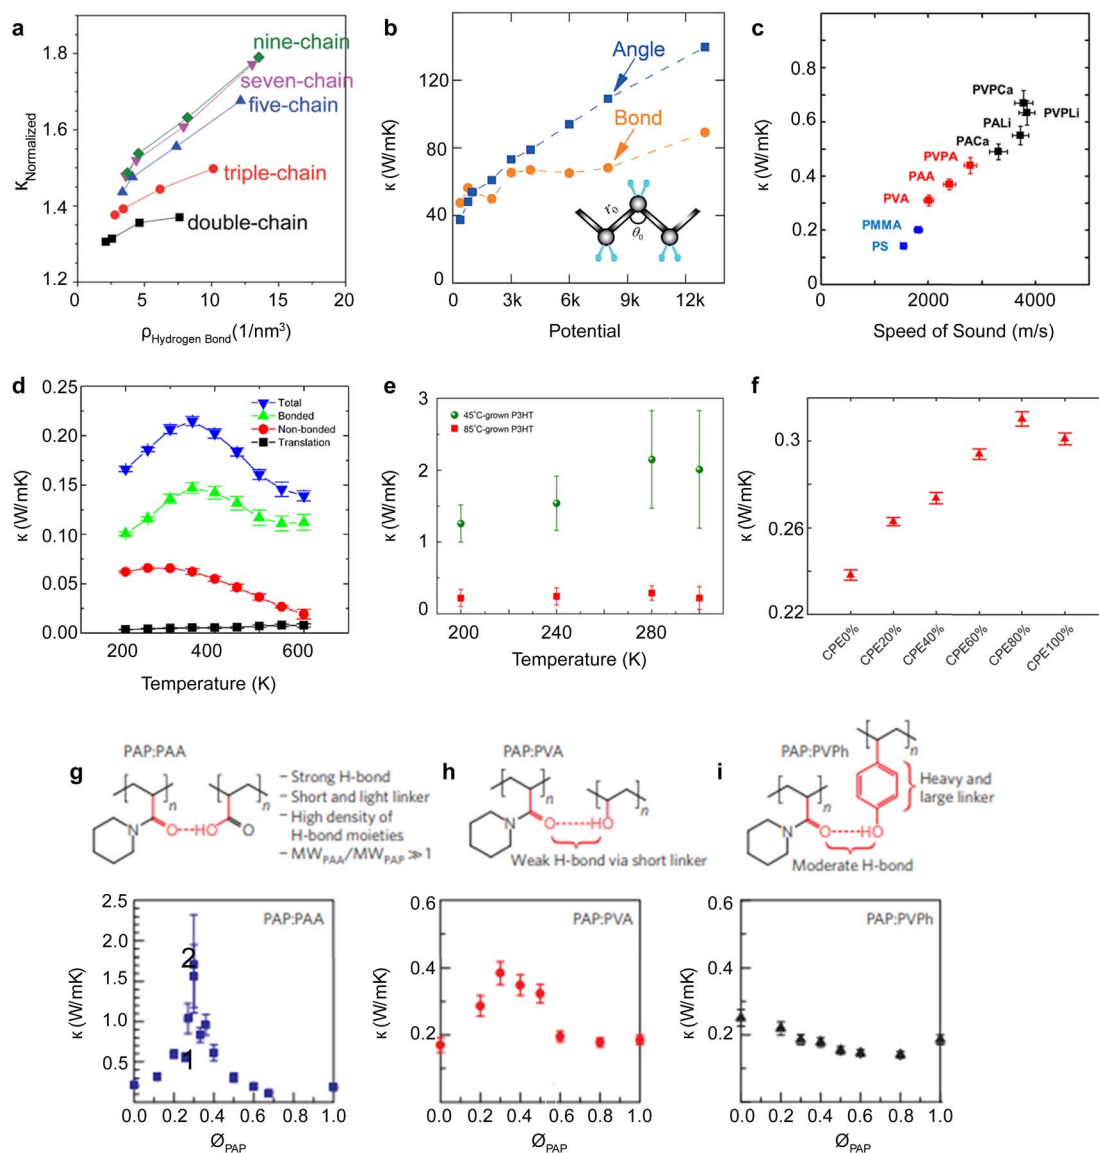 a
nine-chain
seven-chain
five-chain
triple-chain
double-chain
1.8
1.6
1.4
1.2
0
5
10
15
20
κNormalized
ρHydrogen Bond(1/nm³)
b
Angle
Bond
r₀
θ₀
120
80
40
0
0
3k
6k
9k
12k
κ (W/mK)
Potential
c
PVPCa
PVPLi
PALi
PACa
PVPA
PAA
PVA
PMMA
PS
0.8
0.6
0.4
0.2
0
0
2000
4000
κ (W/mK)
Speed of Sound (m/s)
d
Total
Bonded
Non-bonded
Translation
0.25
0.20
0.15
0.10
0.05
0.00
200
400
600
κ (W/mK)
Temperature (K)
e
45°C-grown P3HT
85°C-grown P3HT
3
2
1
0
200
240
280
κ (W/mK)
Temperature (K)
f
0.3
0.26
0.22
κ (W/mK)
CPE0%
CPE20%
CPE40%
CPE60%
CPE80%
CPE100%
g
PAP:PAA
n
n
N
O
HO
O
– Strong H-bond
– Short and light linker
– High density of
H-bond moieties
– MWPAA/MWPAP ≫ 1
h
PAP:PVA
n
n
N
O
HO
Weak H-bond via short linker
i
PAP:PVPh
n
n
N
O
HO
Heavy and
large linker
Moderate H-bond
PAP:PAA
2.5
2.0
1.5
1.0
0.5
2
1
0.0
0.2
0.4
0.6
0.8
1.0
κ (W/mK)
ØPAP
PAP:PVA
0.6
0.4
0.2
0.0
0.2
0.4
0.6
0.8
1.0
κ (W/mK)
ØPAP
PAP:PVPh
0.6
0.4
0.2
0.0
0.2
0.4
0.6
0.8
1.0
κ (W/mK)
ØPAP